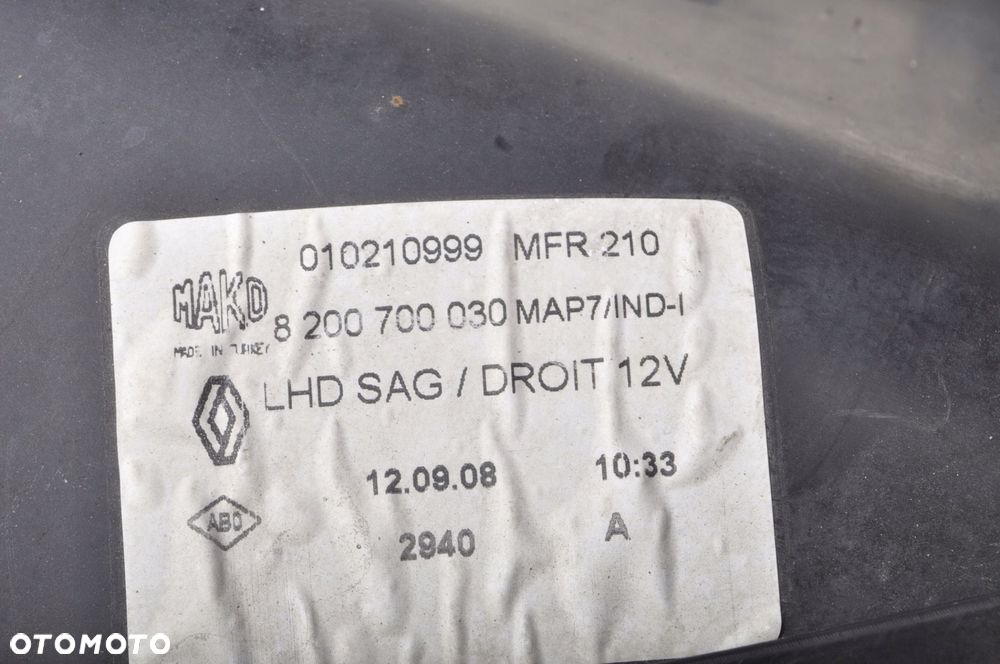 010210999 MFR 210
MAKO
8 200 700 030 MAP7/IND-I
MADE IN TURKEY
LHD SAG / DROIT 12V
12.09.08 10:33
ABO
2940 A
OTOMOTO